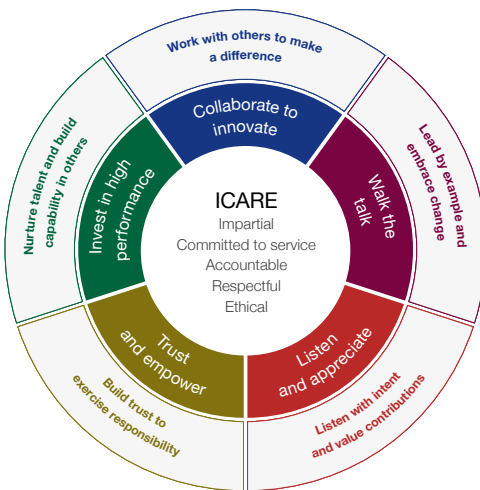 Work with others to make
a difference
Collaborate to
innovate
Lead by example and
embrace change
Walk the
talk
Listen with intent
and value contributions
Listen
and appreciate
Build trust to
exercise responsibility
Trust
and empower
Nurture talent and build
capability in others
Invest in high
performance
ICARE
Impartial
Committed to service
Accountable
Respectful
Ethical